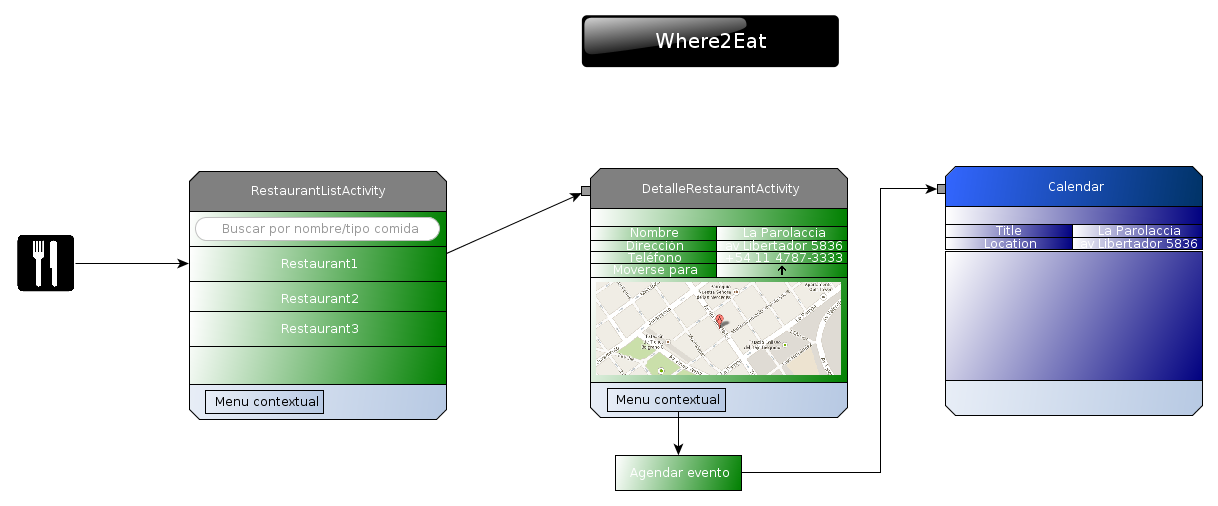 Where2Eat
RestaurantListActivity
Buscar por nombre/tipo comida
Restaurant1
Restaurant2
Restaurant3
Menu contextual
DetalleRestaurantActivity
Nombre La Parolaccia
Dirección av Libertador 5836
Teléfono +54 11 4787-3333
Moverse para ↑
Menu contextual
Agendar evento
Calendar
Title La Parolaccia
Location av Libertador 5836